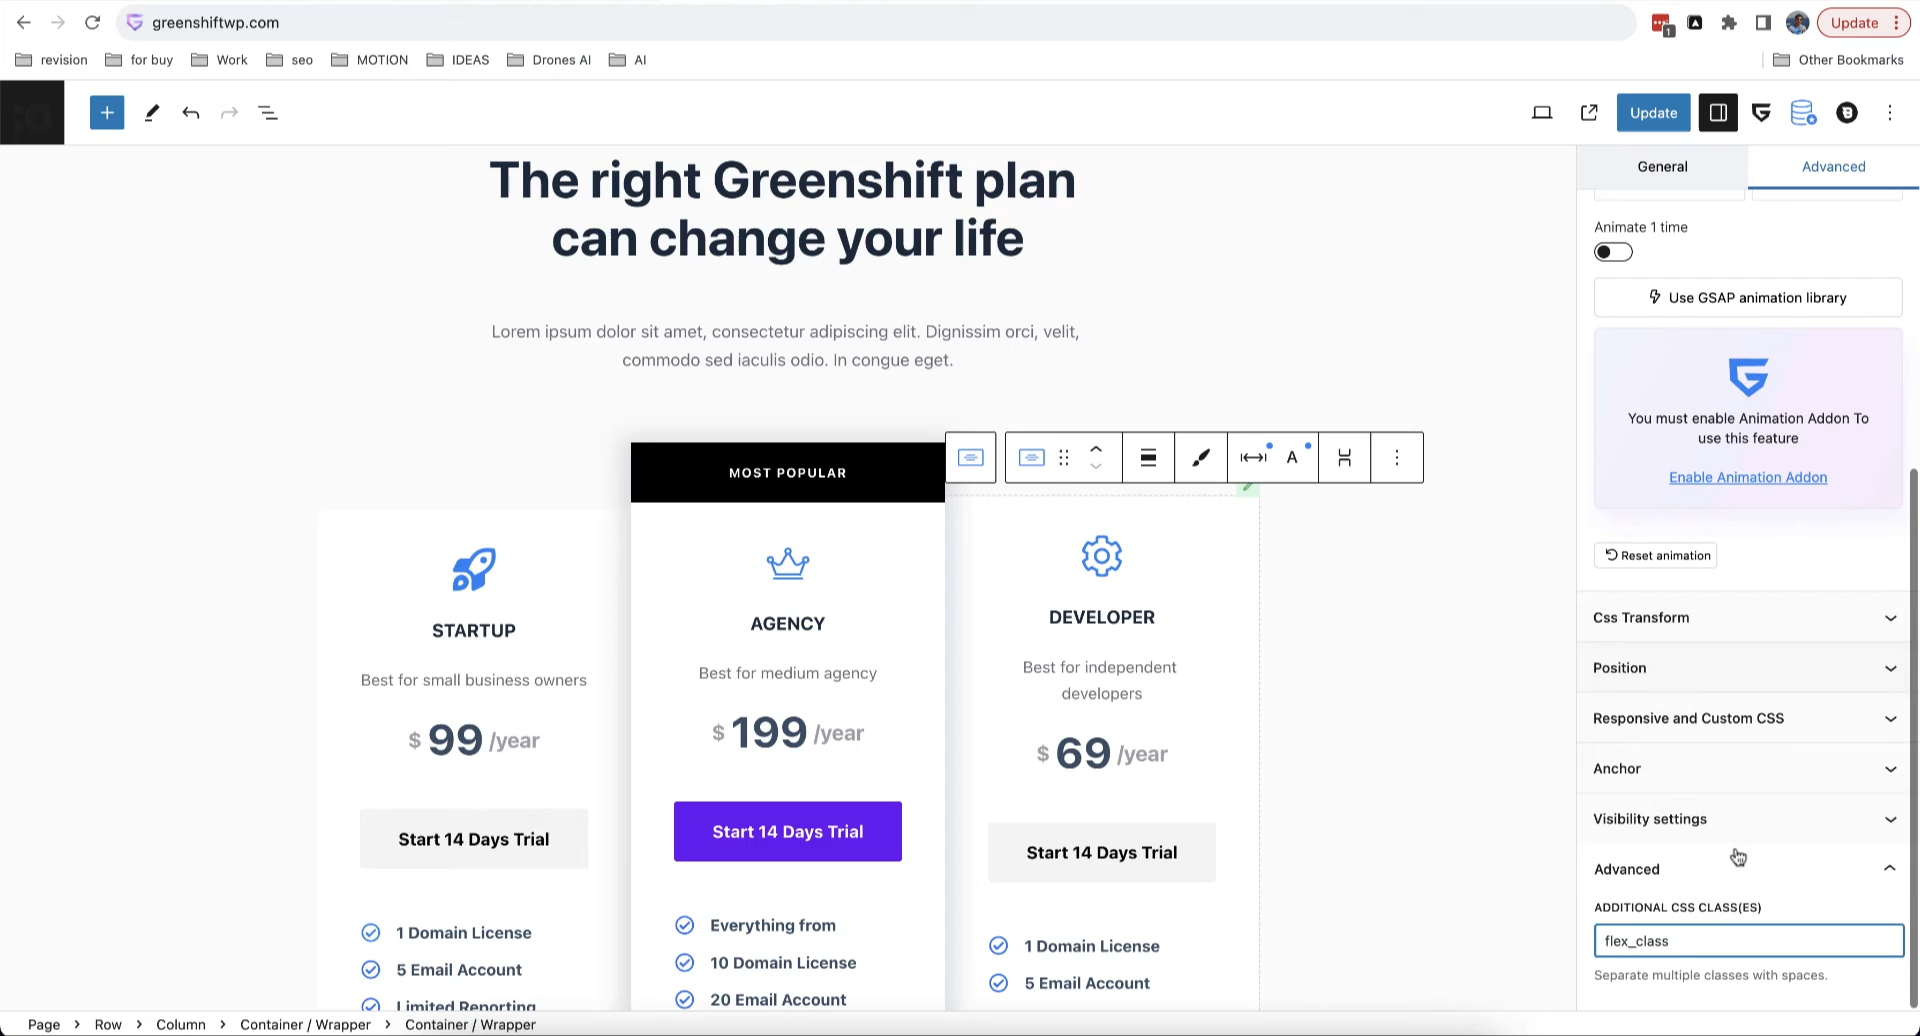 greenshiftwp.com
1
Update
revision
for buy
Work
seo
MOTION
IDEAS
Drones AI
AI
Other Bookmarks
Update
General
Advanced
The right Greenshift plan
can change your life
Lorem ipsum dolor sit amet, consectetur adipiscing elit. Dignissim orci, velit,
commodo sed iaculis odio. In congue eget.
MOST POPULAR
A
STARTUP
Best for small business owners
$ 99 /year
Start 14 Days Trial
1 Domain License
5 Email Account
Limited Reporting
AGENCY
Best for medium agency
$ 199 /year
Start 14 Days Trial
Everything from
10 Domain License
20 Email Account
DEVELOPER
Best for independent
developers
$ 69 /year
Start 14 Days Trial
1 Domain License
5 Email Account
Animate 1 time
Use GSAP animation library
You must enable Animation Addon To
use this feature
Enable Animation Addon
Reset animation
Css Transform
Position
Responsive and Custom CSS
Anchor
Visibility settings
Advanced
ADDITIONAL CSS CLASS(ES)
flex_class
Separate multiple classes with spaces.
Page > Row > Column > Container / Wrapper > Container / Wrapper